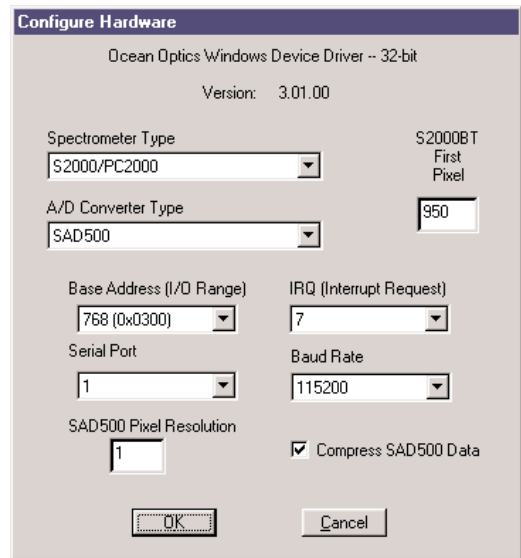 Configure Hardware
Ocean Optics Windows Device Driver -- 32-bit
Version: 3.01.00
Spectrometer Type
S2000/PC2000
S2000BT
First
Pixel
950
A/D Converter Type
SAD500
Base Address (I/O Range)
768 (0x0300)
IRQ (Interrupt Request)
7
Serial Port
1
Baud Rate
115200
SAD500 Pixel Resolution
1
Compress SAD500 Data
OK
Cancel